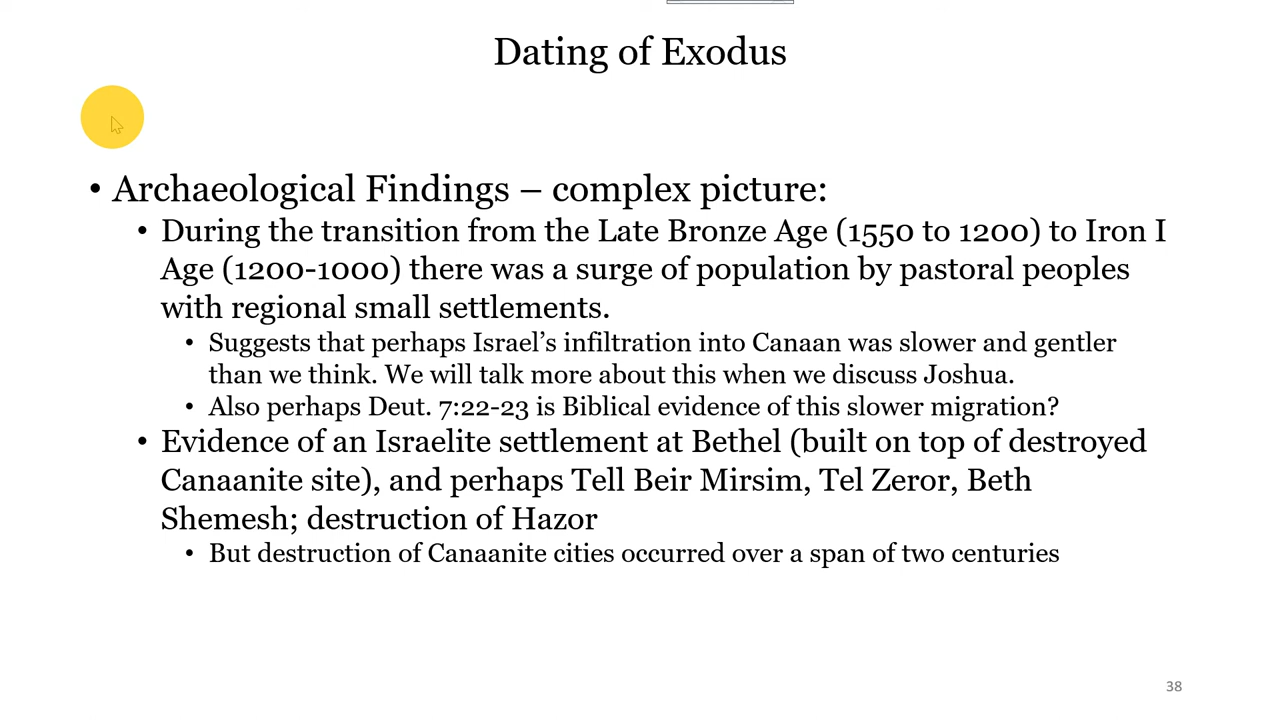 Dating of Exodus
• Archaeological Findings – complex picture:
• During the transition from the Late Bronze Age (1550 to 1200) to Iron I
Age (1200-1000) there was a surge of population by pastoral peoples
with regional small settlements.
• Suggests that perhaps Israel’s infiltration into Canaan was slower and gentler
than we think. We will talk more about this when we discuss Joshua.
• Also perhaps Deut. 7:22-23 is Biblical evidence of this slower migration?
• Evidence of an Israelite settlement at Bethel (built on top of destroyed
Canaanite site), and perhaps Tell Beir Mirsim, Tel Zeror, Beth
Shemesh; destruction of Hazor
• But destruction of Canaanite cities occurred over a span of two centuries
38